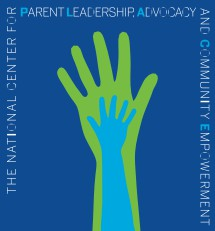 THE NATIONAL CENTER FOR
PARENT LEADERSHIP, ADVOCACY
AND COMMUNITY EMPOWERMENT